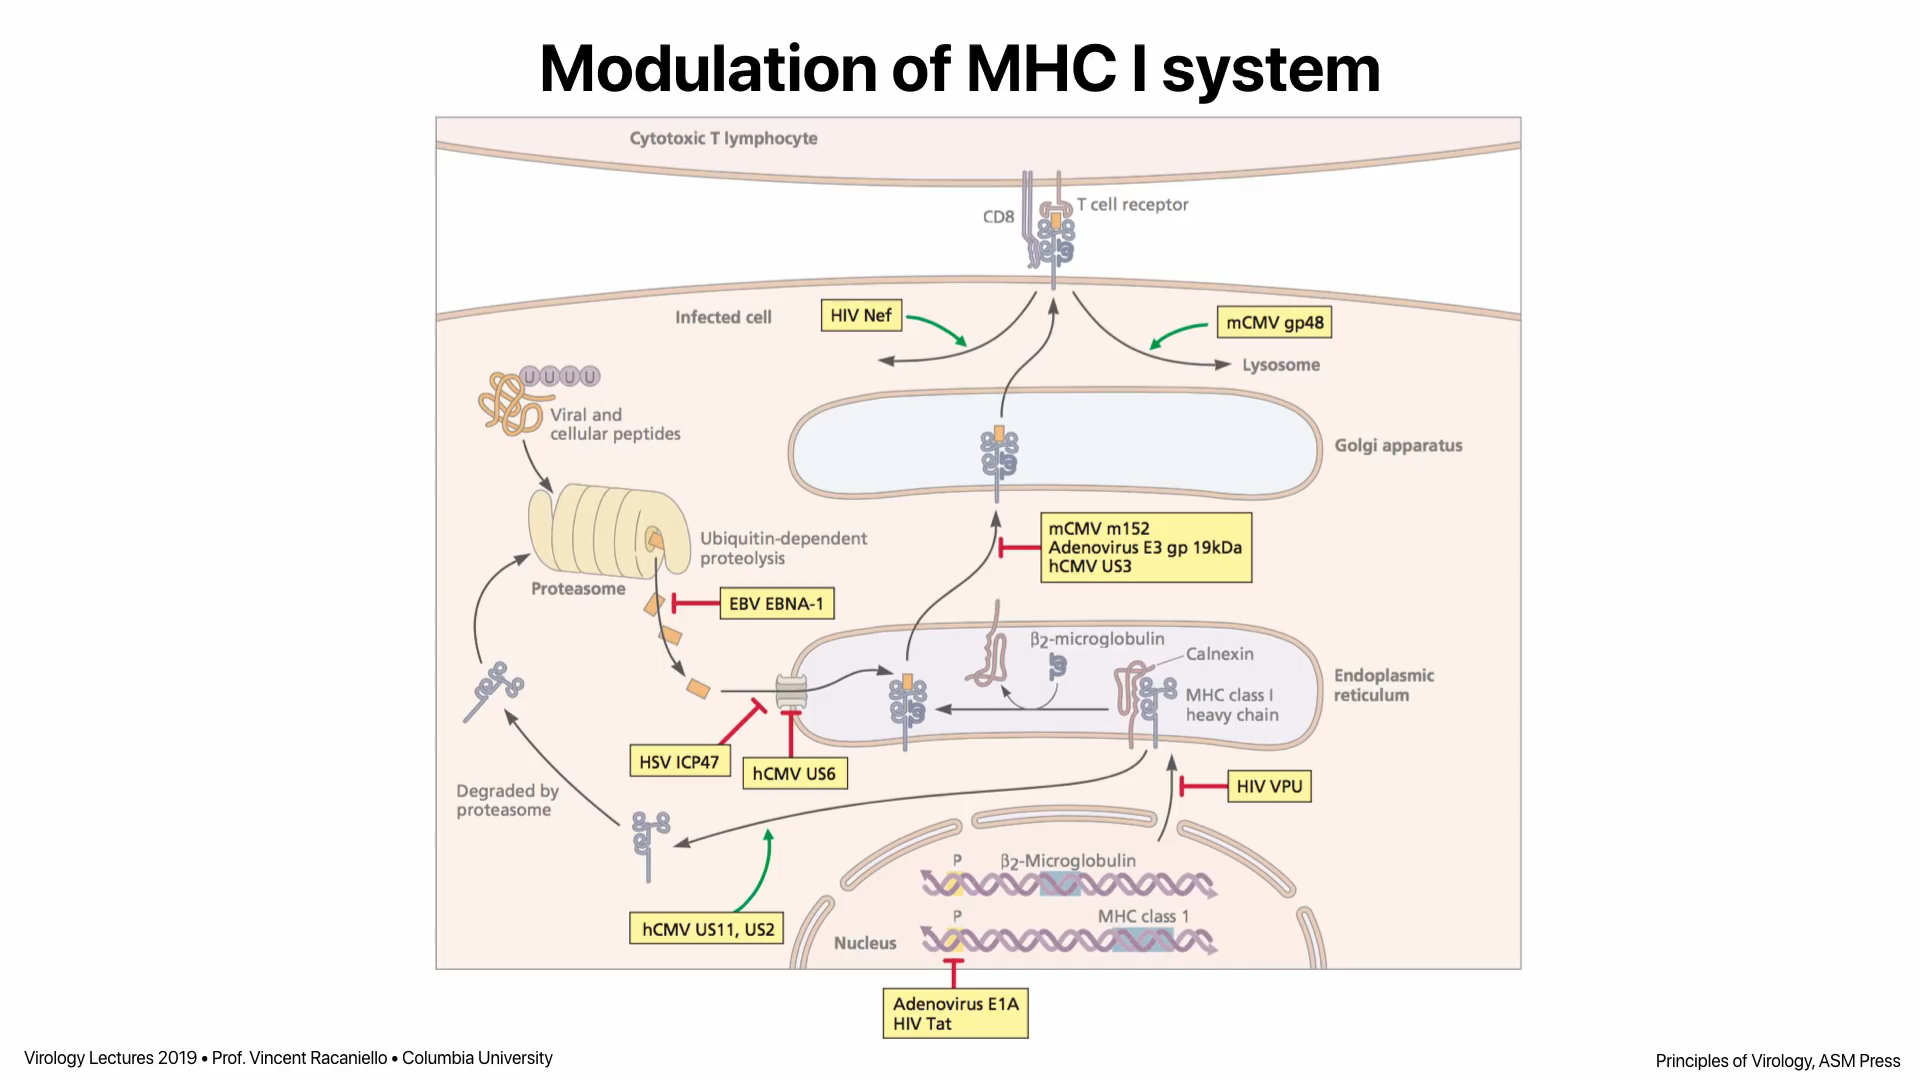 Modulation of MHC I system
Cytotoxic T lymphocyte
CD8
T cell receptor
Infected cell
HIV Nef
mCMV gp48
Lysosome
U U U U
Viral and
cellular peptides
Golgi apparatus
Ubiquitin-dependent
proteolysis
Proteasome
mCMV m152
Adenovirus E3 gp 19kDa
hCMV US3
EBV EBNA-1
β2-microglobulin
Calnexin
MHC class I
heavy chain
Endoplasmic
reticulum
HSV ICP47
hCMV US6
HIV VPU
Degraded by
proteasome
P
β2-Microglobulin
P
MHC class 1
Nucleus
hCMV US11, US2
Adenovirus E1A
HIV Tat
Virology Lectures 2019 • Prof. Vincent Racaniello • Columbia University
Principles of Virology, ASM Press